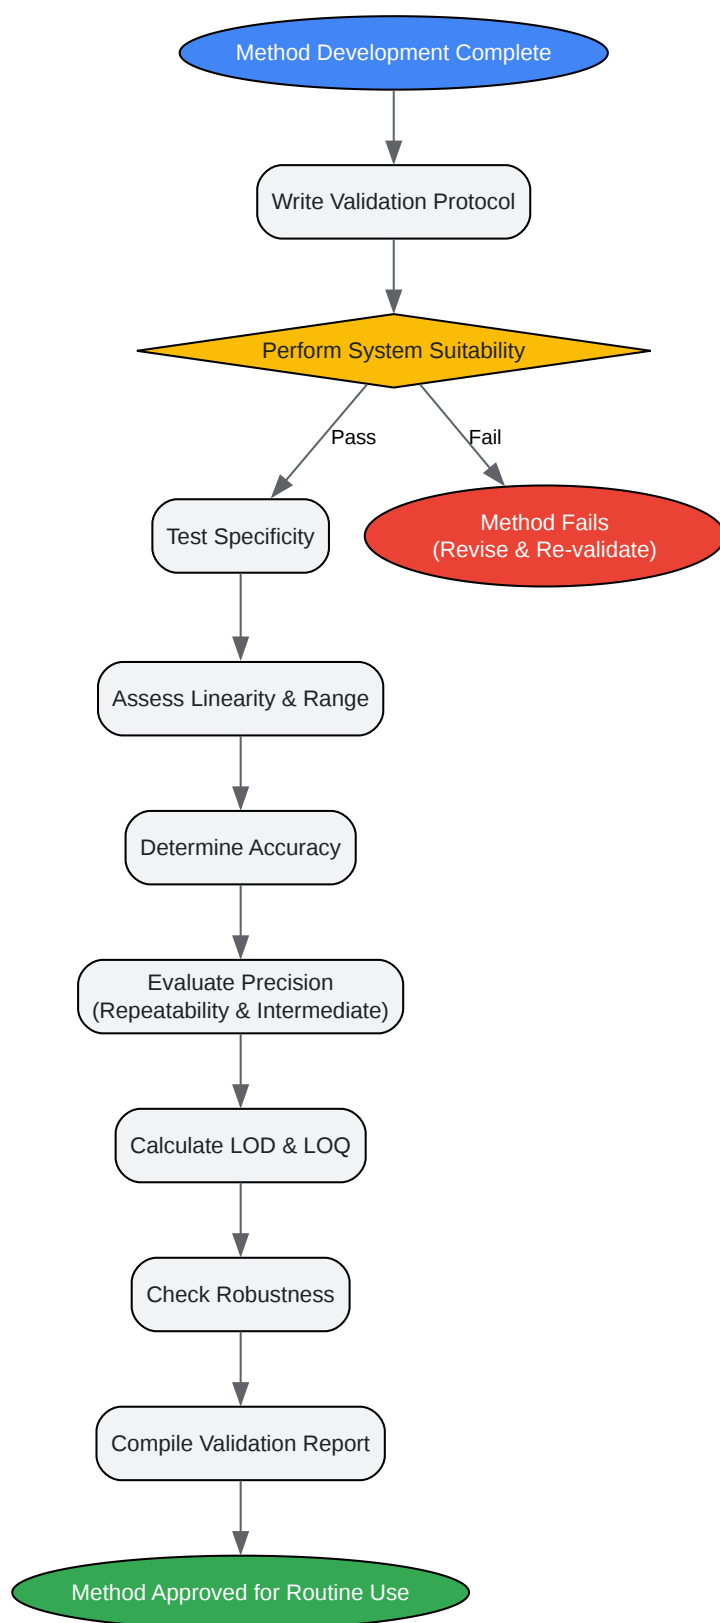 Method Development Complete
Write Validation Protocol
Perform System Suitability
Pass
Fail
Test Specificity
Method Fails
(Revise & Re-validate)
Assess Linearity & Range
Determine Accuracy
Evaluate Precision
(Repeatability & Intermediate)
Calculate LOD & LOQ
Check Robustness
Compile Validation Report
Method Approved for Routine Use